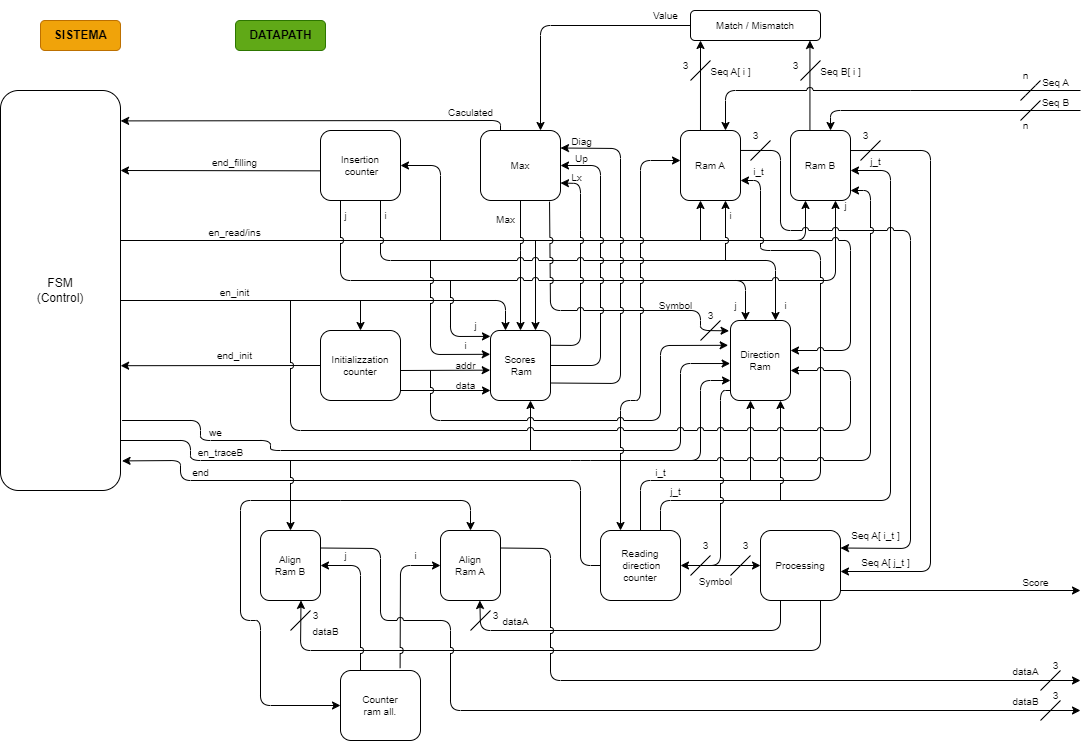 SISTEMA
DATAPATH
Value
Match / Mismatch
3
Seq A[ i ]
3
Seq B[ i ]
n
Seq A
Seq B
n
Caculated
Max
Diag
Up
Lx
Ram A
3
i_t
Ram B
3
j_t
Insertion
counter
end_filling
j
i
Max
i
j
en_read/ins
FSM
(Control)
en_init
Symbol
3
j
i
Initializzation
counter
end_init
j
i
addr
data
Scores
Ram
Direction
Ram
we
en_traceB
end
i_t
j_t
Align
Ram B
j
i
Align
Ram A
Reading
direction
counter
3
3
Symbol
Processing
Seq A[ i_t ]
Seq A[ j_t ]
Score
3
dataB
3
dataA
Counter
ram all.
dataA
3
dataB
3